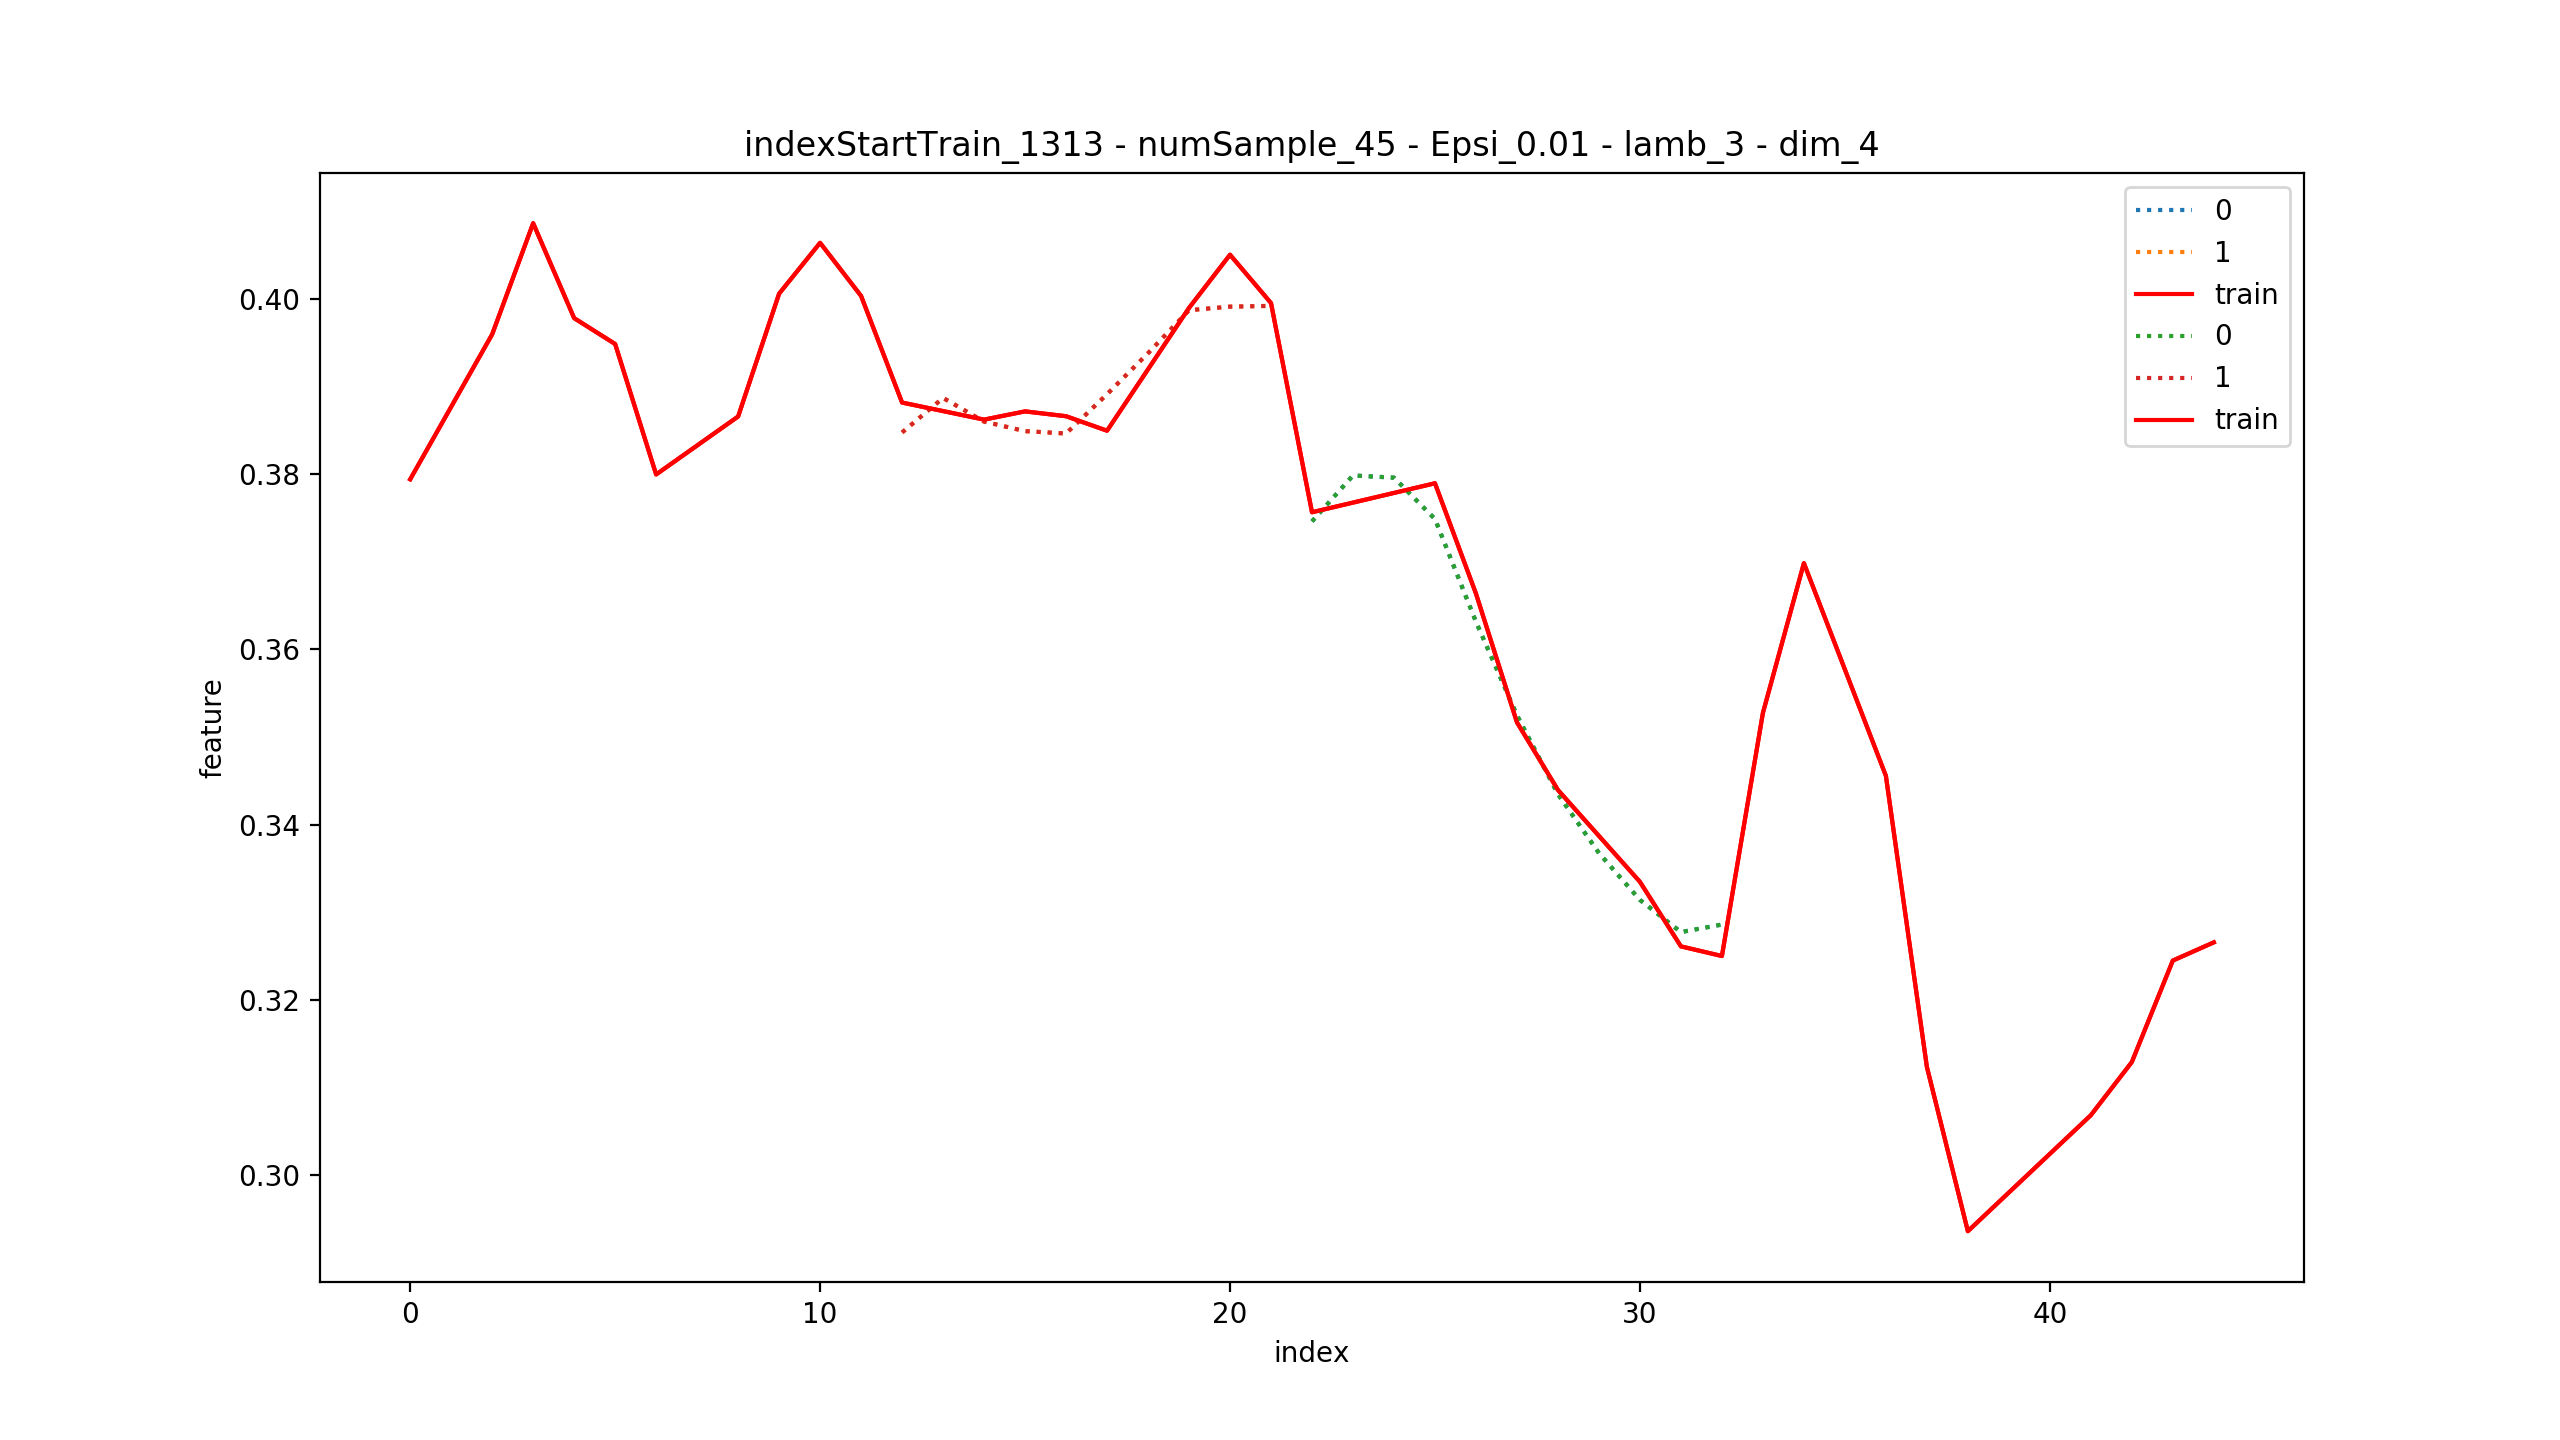 indexStartTrain_1313 - numSample_45 - Epsi_0.01 - lamb_3 - dim_4
0
1
train
0
1
train
0.40
0.38
0.36
0.34
0.32
0.30
feature
0 10 20 30 40
index